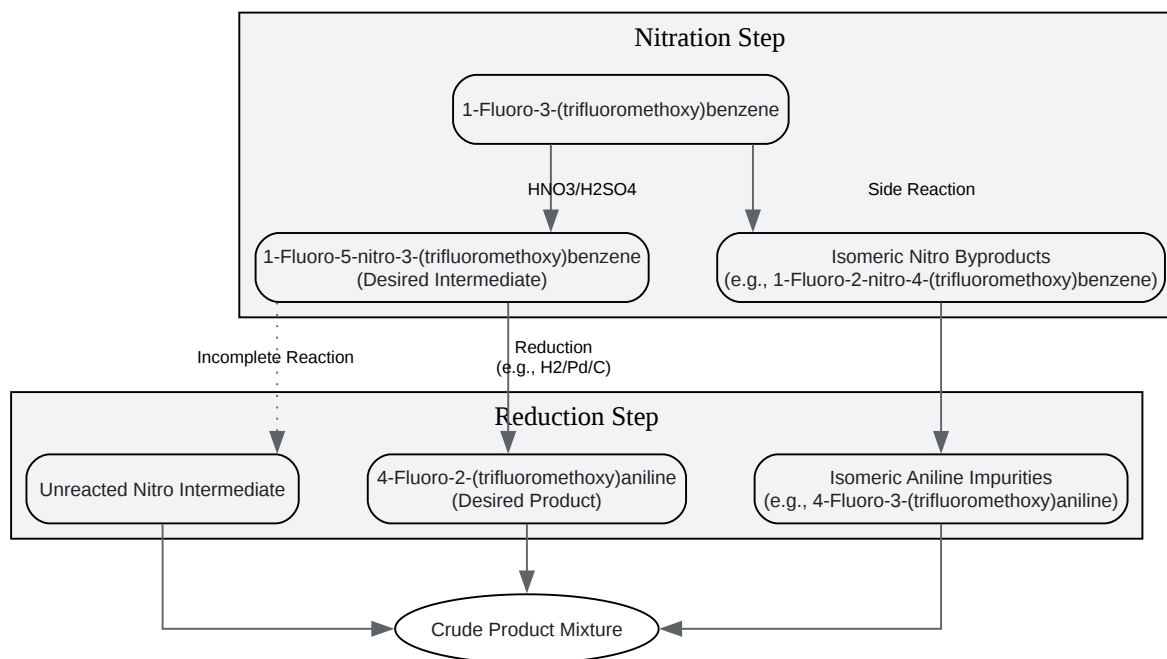 Nitration Step
1-Fluoro-3-(trifluoromethoxy)benzene
HNO3/H2SO4
Side Reaction
1-Fluoro-5-nitro-3-(trifluoromethoxy)benzene
(Desired Intermediate)
Isomeric Nitro Byproducts
(e.g., 1-Fluoro-2-nitro-4-(trifluoromethoxy)benzene)
Incomplete Reaction
Reduction
(e.g., H2/Pd/C)
Reduction Step
Unreacted Nitro Intermediate
4-Fluoro-2-(trifluoromethoxy)aniline
(Desired Product)
Isomeric Aniline Impurities
(e.g., 4-Fluoro-3-(trifluoromethoxy)aniline)
Crude Product Mixture